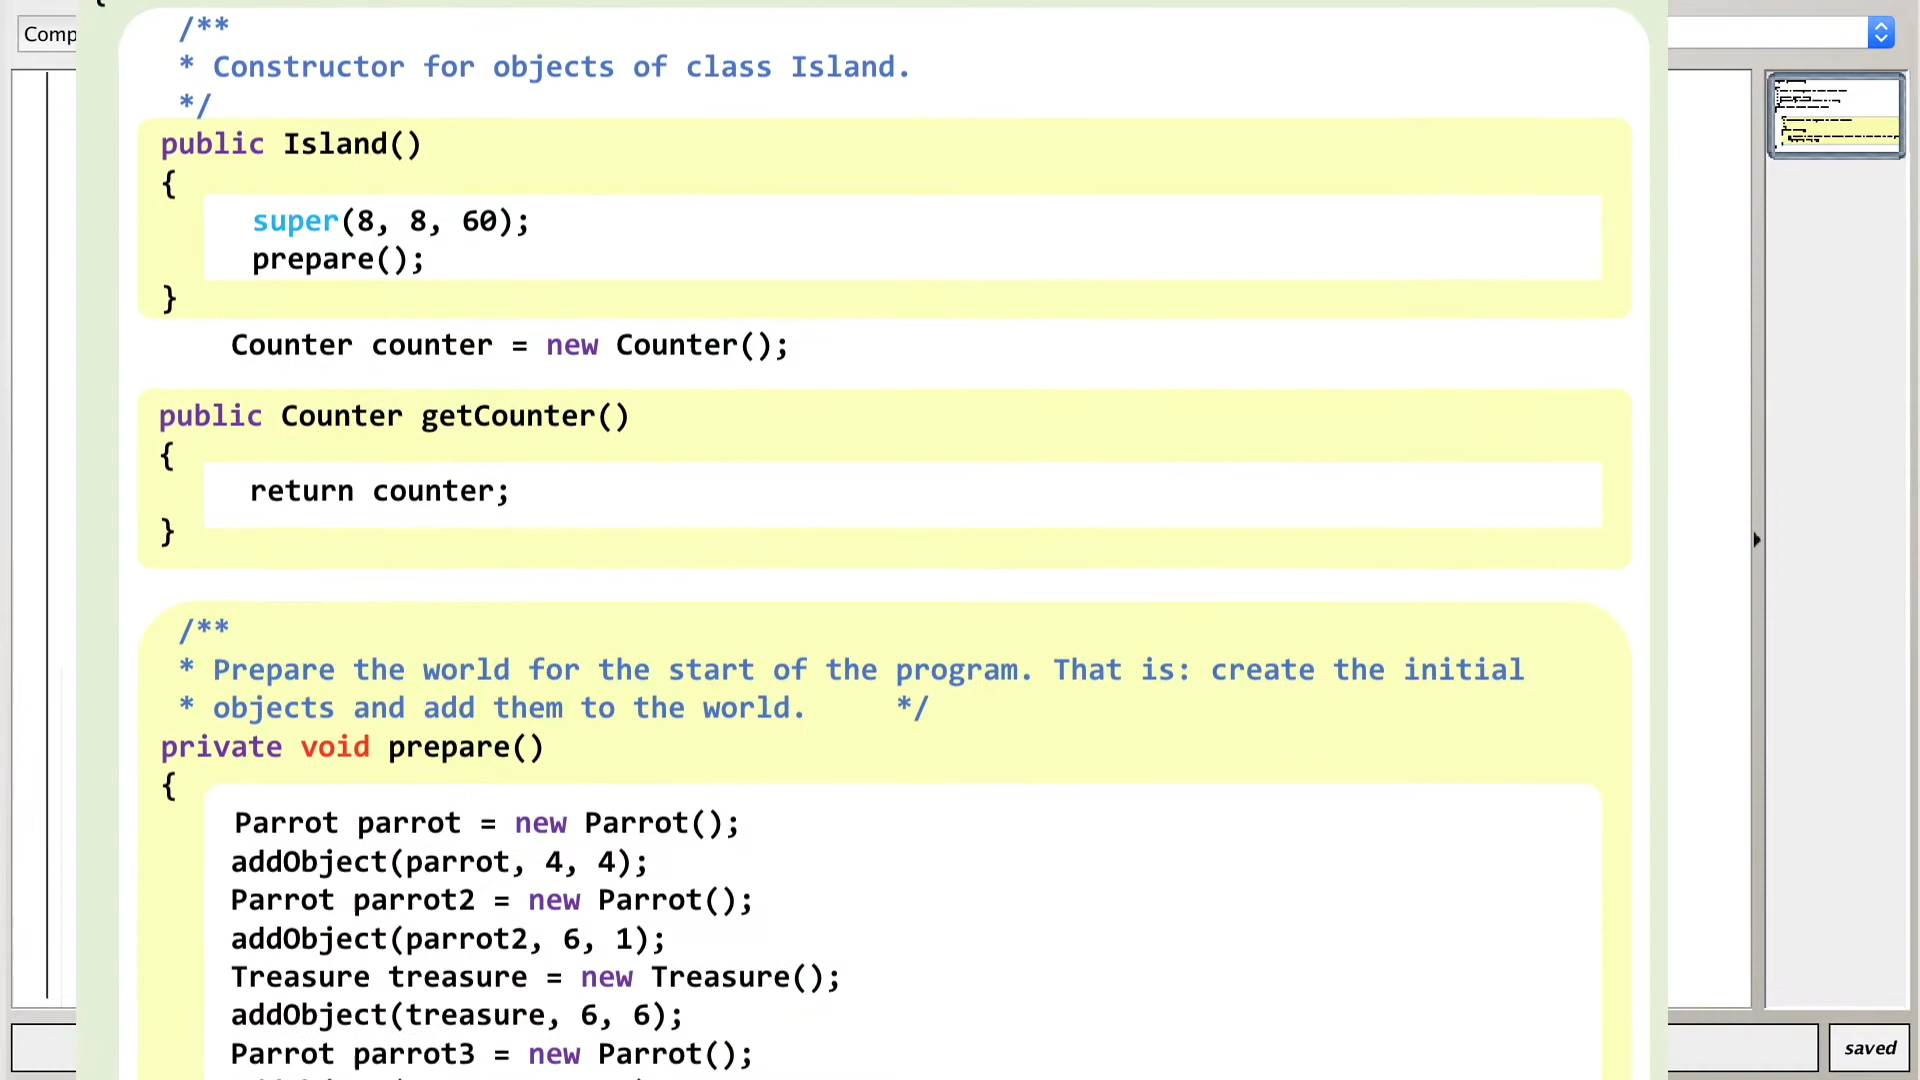 Comp
{
/**
* Constructor for objects of class Island.
*/
public Island()
{
super(8, 8, 60);
prepare();
}
Counter counter = new Counter();
public Counter getCounter()
{
return counter;
}
/**
* Prepare the world for the start of the program. That is: create the initial
* objects and add them to the world. */
private void prepare()
{
Parrot parrot = new Parrot();
addObject(parrot, 4, 4);
Parrot parrot2 = new Parrot();
addObject(parrot2, 6, 1);
Treasure treasure = new Treasure();
addObject(treasure, 6, 6);
Parrot parrot3 = new Parrot();
saved